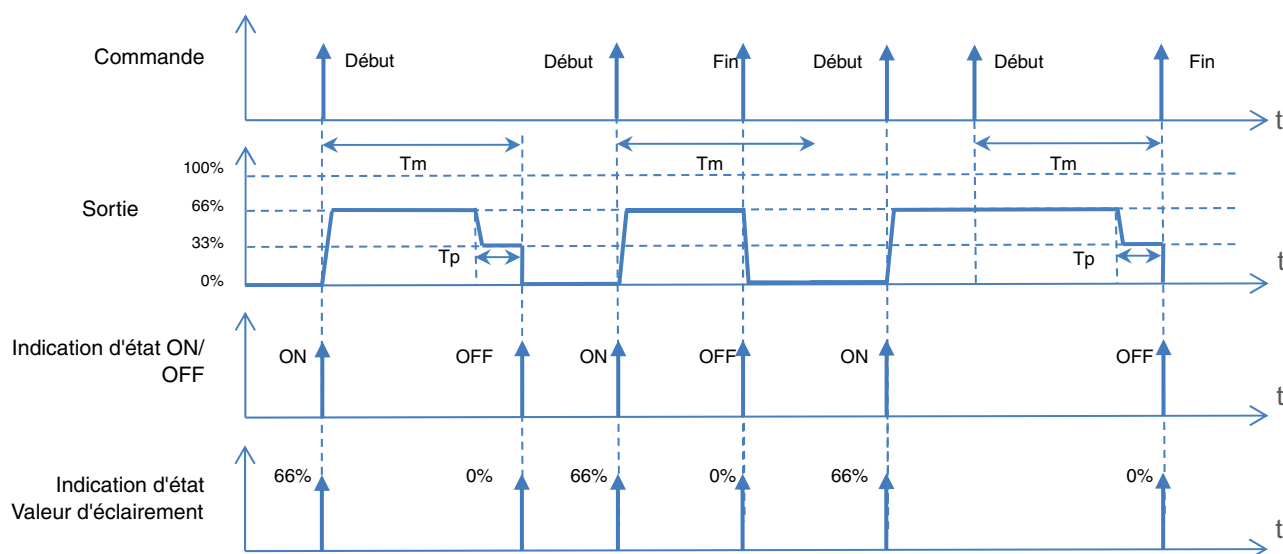 Commande
Début Début Fin Début Début Fin
t
Tm Tm Tm
100%
Sortie
66%
33%
Tp Tp
0%
t
Indication d'état ON/
OFF
ON OFF ON OFF ON OFF
t
66% 0% 66% 0% 66% 0%
Indication d'état
Valeur d'éclairement
t